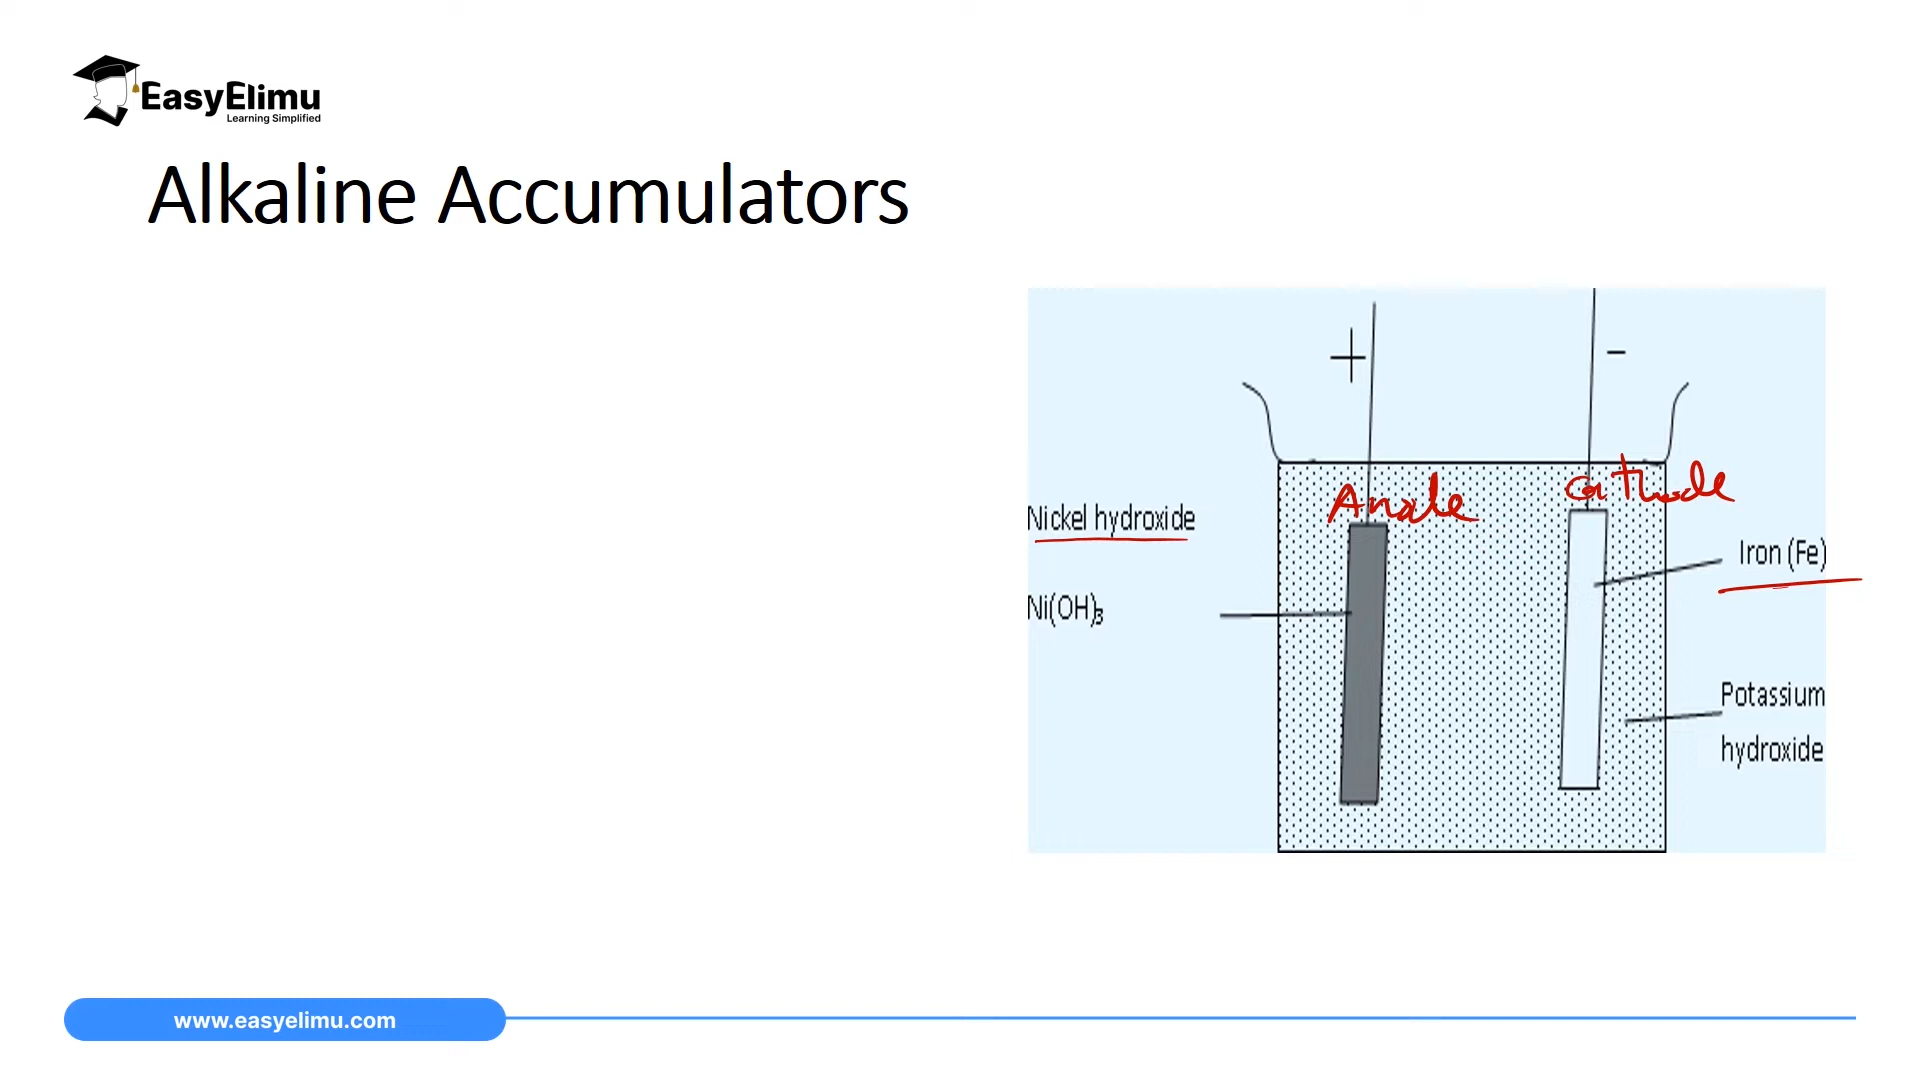 EasyElimu
Learning Simplified
Alkaline Accumulators
+
-
Anode
Cathode
Nickel hydroxide
Iron (Fe)
Ni(OH)₃
Potassium
hydroxide
www.easyelimu.com